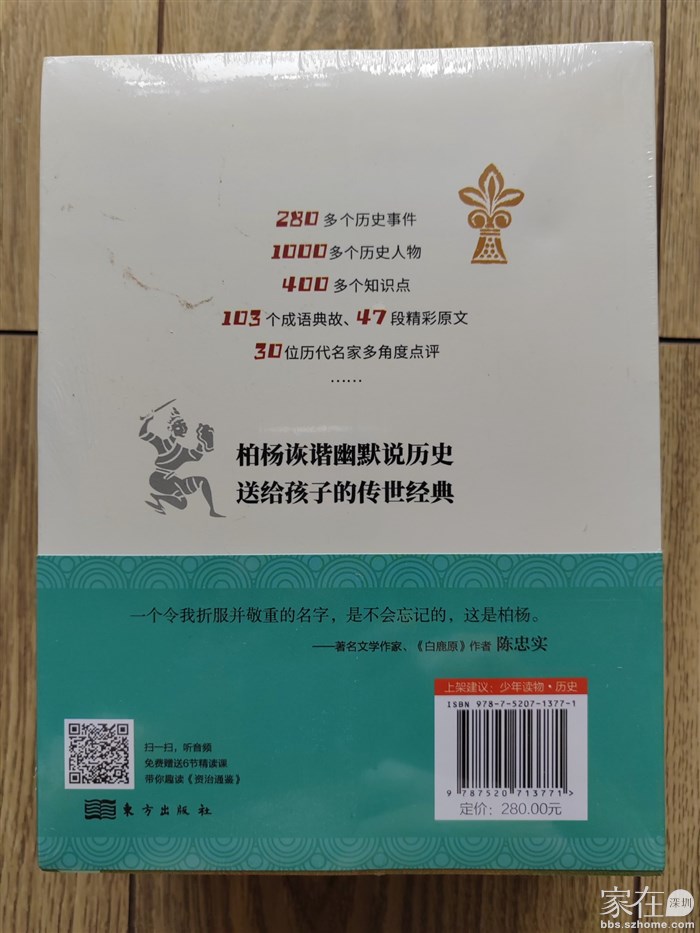 280 多个历史事件
1000 多个历史人物
400 多个知识点
103 个成语典故、47 段精彩原文
30 位历代名家多角度点评
……
柏杨诙谐幽默说历史
送给孩子的传世经典
一个令我折服并敬重的名字，是不会忘记的，这是柏杨。
——著名文学作家、《白鹿原》作者 陈忠实
上架建议：少年读物·历史
ISBN 978-7-5207-1377-1
9 787520 713771 >
定价：280.00元
扫一扫，听音频
免费赠送6节精读课
带你趣读《资治通鉴》
东方出版社
家在深圳
bbs.szhome.com